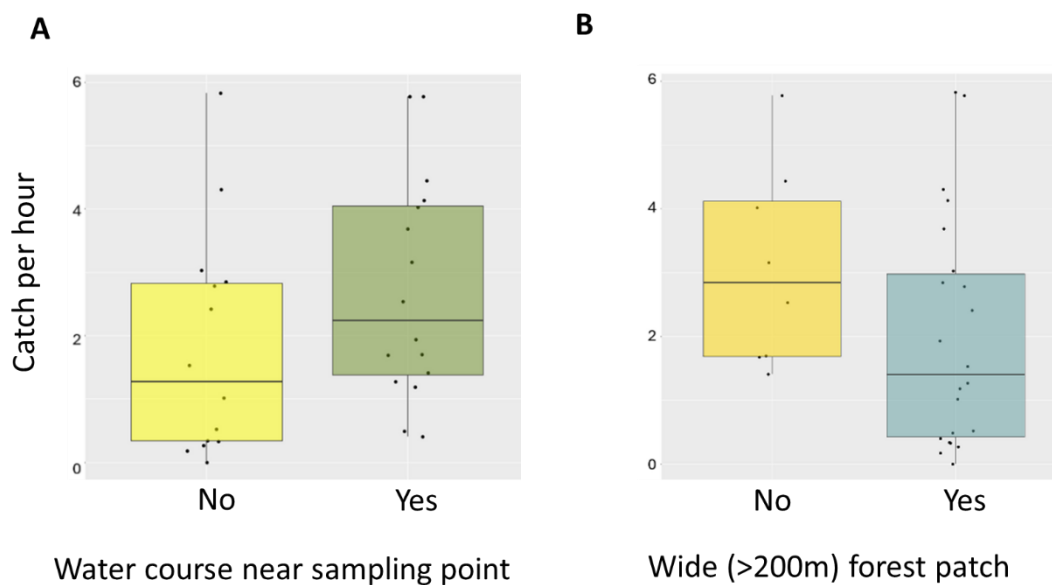 A
B
6
4
2
0
Catch per hour
No
Yes
Water course near sampling point
6
4
2
0
No
Yes
Wide (>200m) forest patch